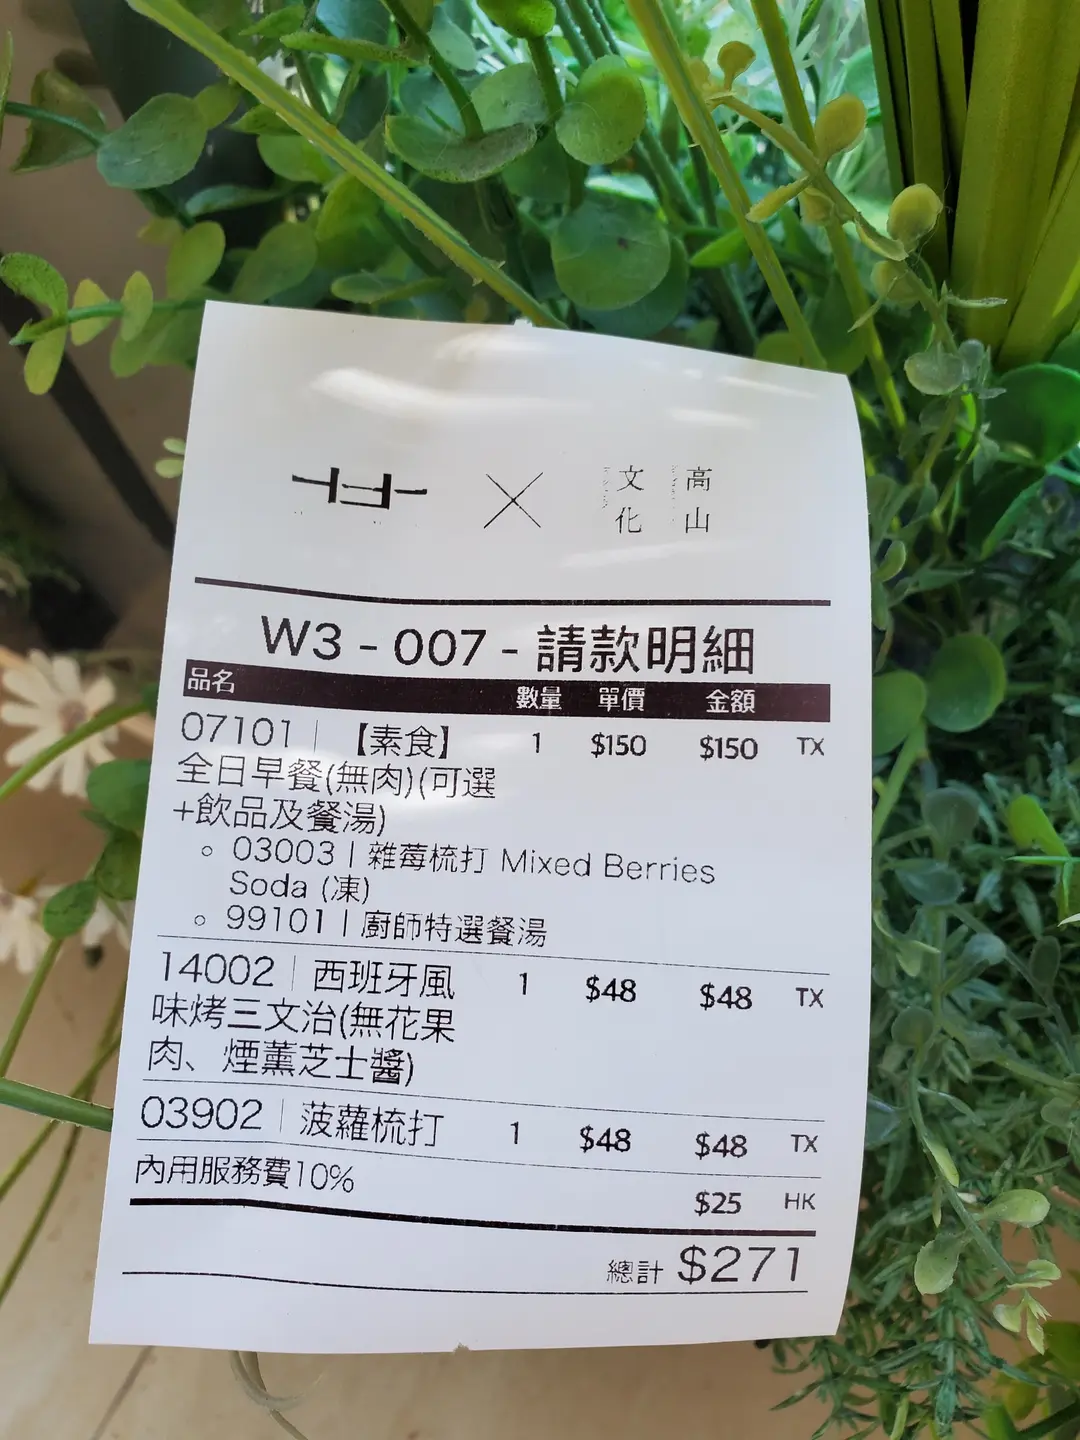 文化 高山
W3 - 007 - 請款明細
品名 數量 單價 金額
07101 | 【素食】 1 $150 $150 TX
全日早餐(無肉)(可選
+飲品及餐湯)
03003 | 雜莓梳打 Mixed Berries
Soda (凍)
99101 | 廚師特選餐湯
14002 | 西班牙風 1 $48 $48 TX
味烤三文治(無花果
肉、煙薰芝士醬)
03902 | 菠蘿梳打 1 $48 $48 TX
內用服務費10% $25 HK
總計 $271